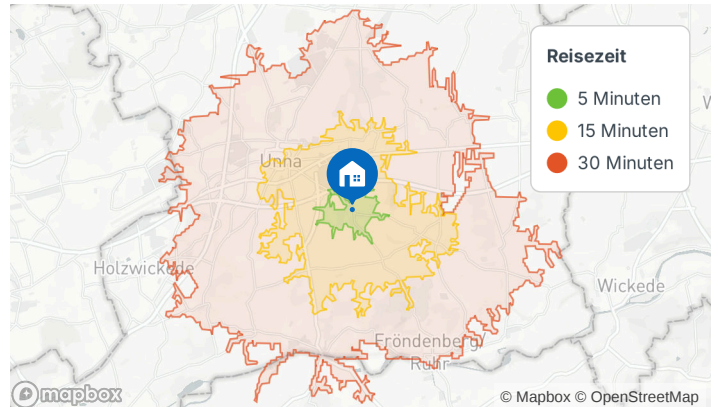 Reisezeit
5 Minuten
15 Minuten
30 Minuten
Unna
Holzwickede
Wickede
Fröndenberg/
Ruhr
mapbox
© Mapbox © OpenStreetMap